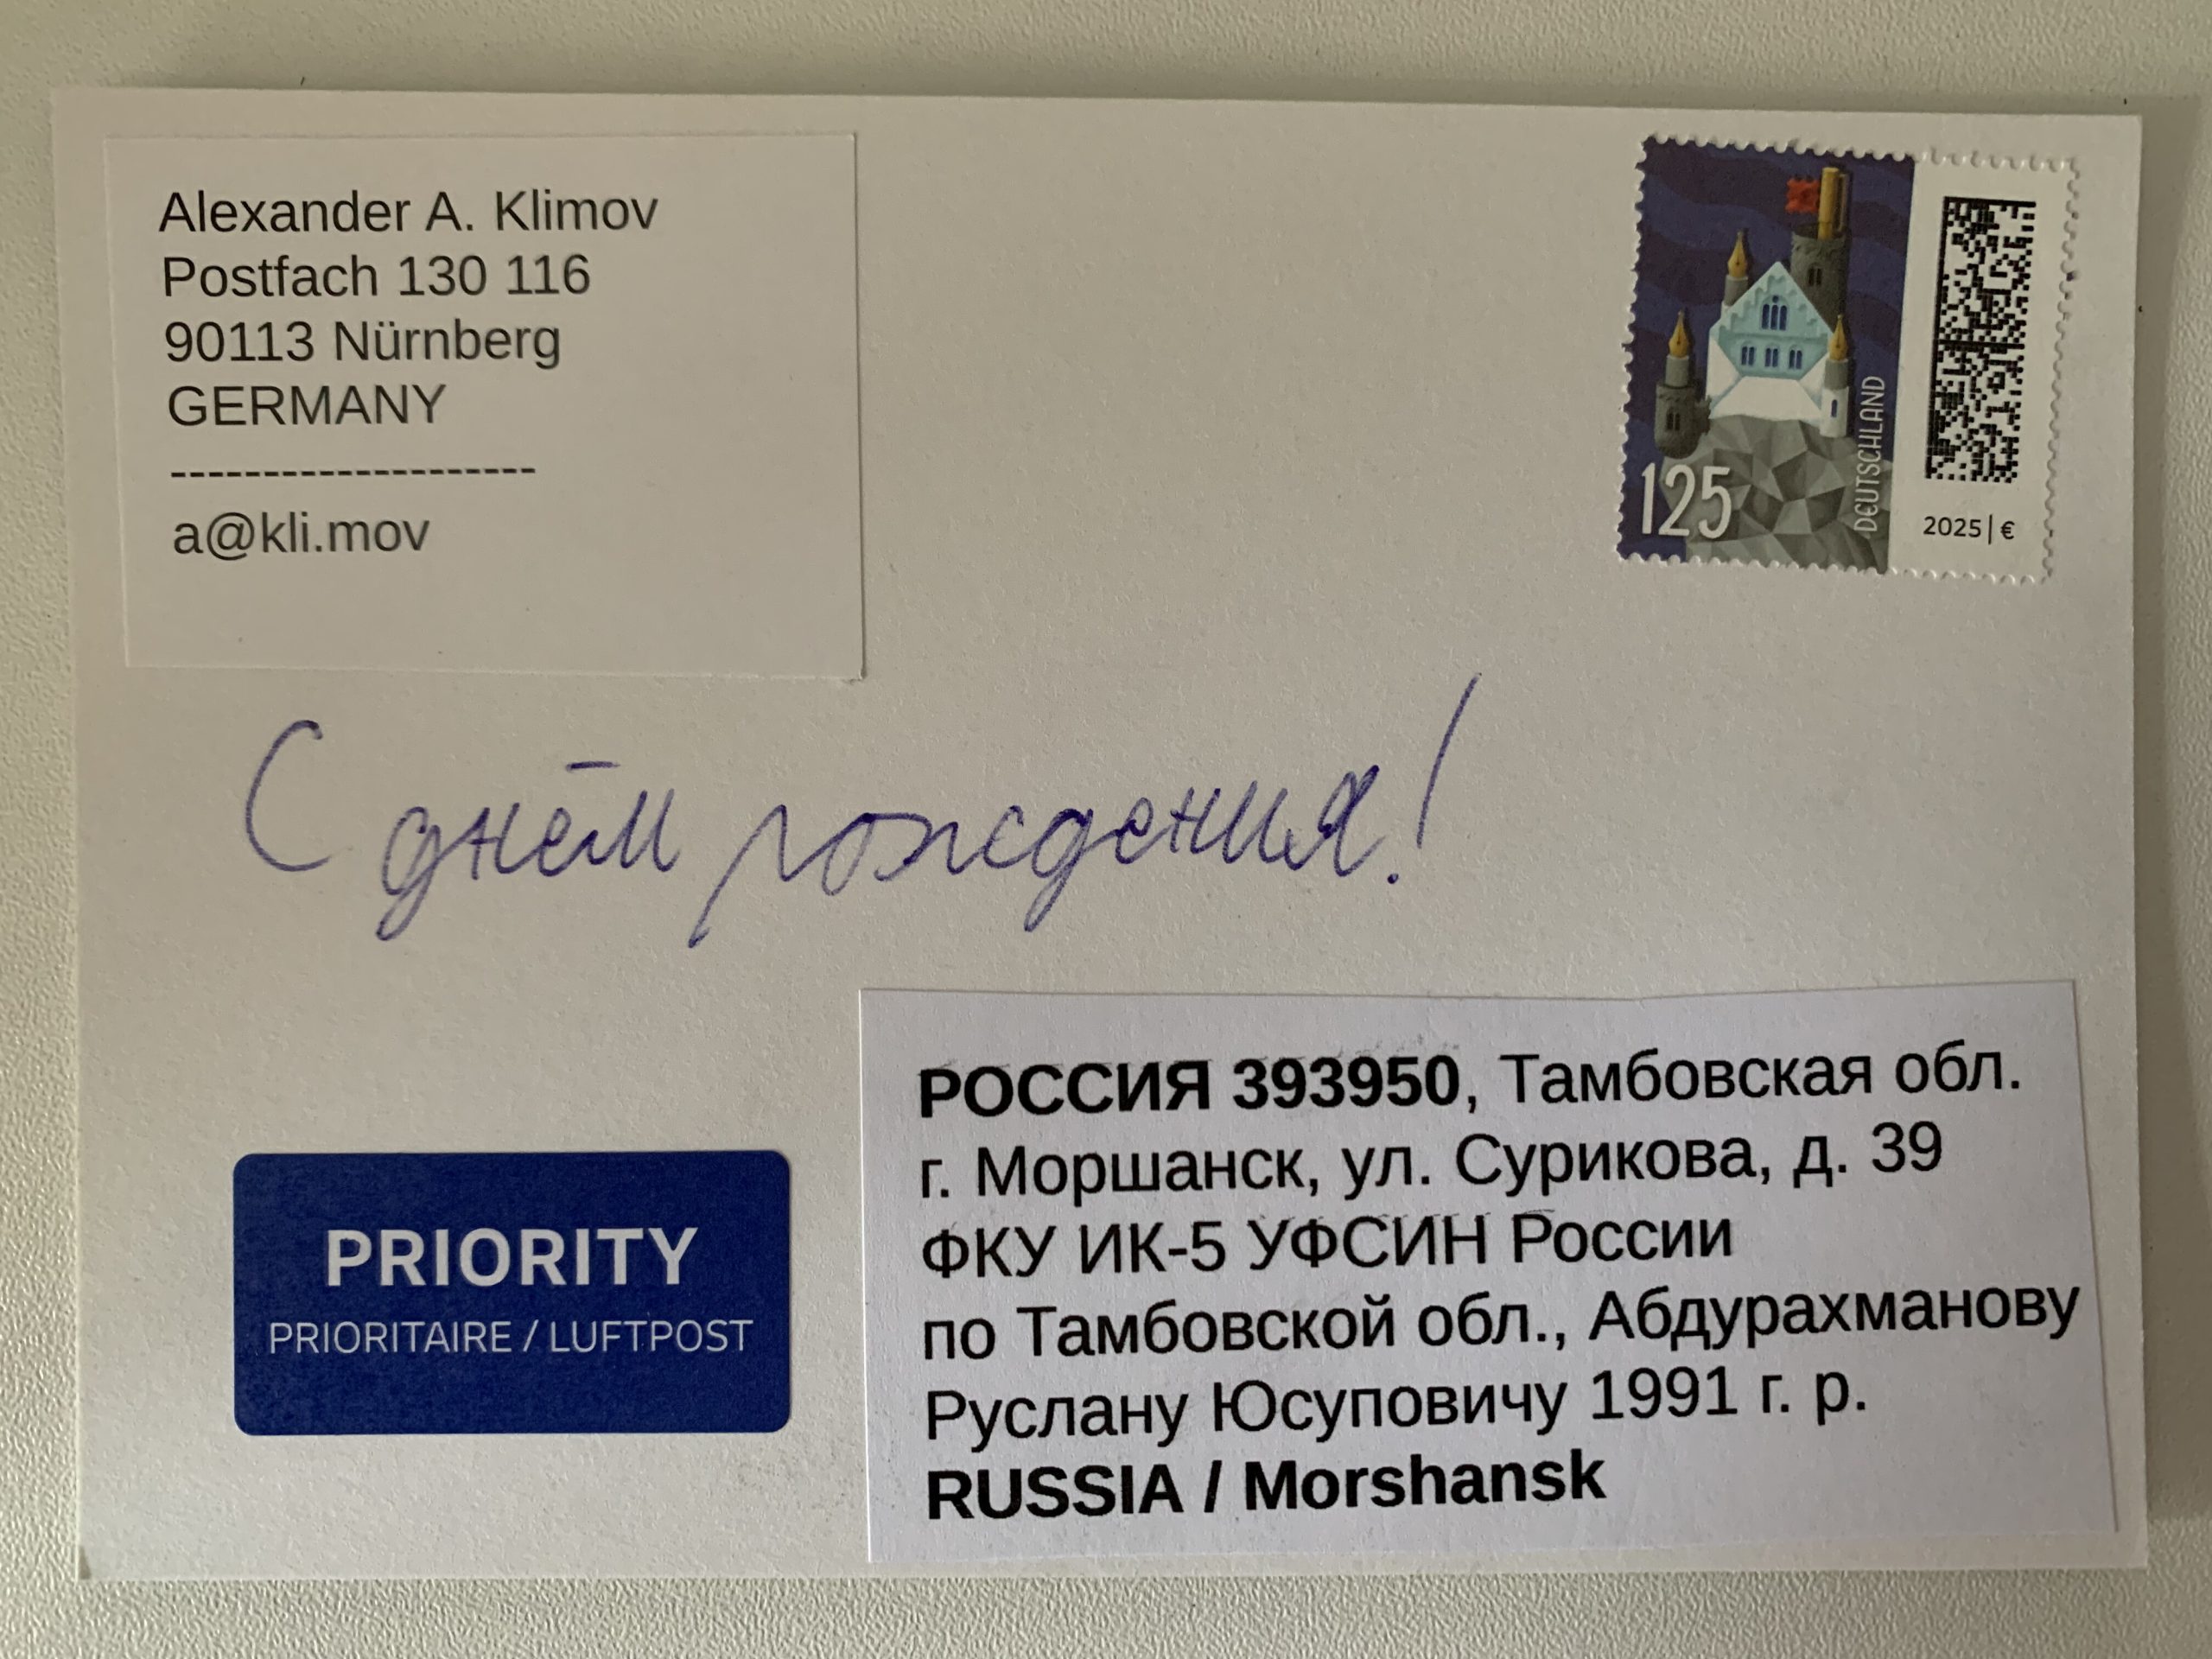 Alexander A. Klimov
Postfach 130 116
90113 Nürnberg
GERMANY
--------------------
a@kli.mov
125
DEUTSCHLAND
2025 | €
С днём рождения!
PRIORITY
PRIORITAIRE / LUFTPOST
РОССИЯ 393950, Тамбовская обл.
г. Моршанск, ул. Сурикова, д. 39
ФКУ ИК-5 УФСИН России
по Тамбовской обл., Абдурахманову
Руслану Юсуповичу 1991 г. р.
RUSSIA / Morshansk